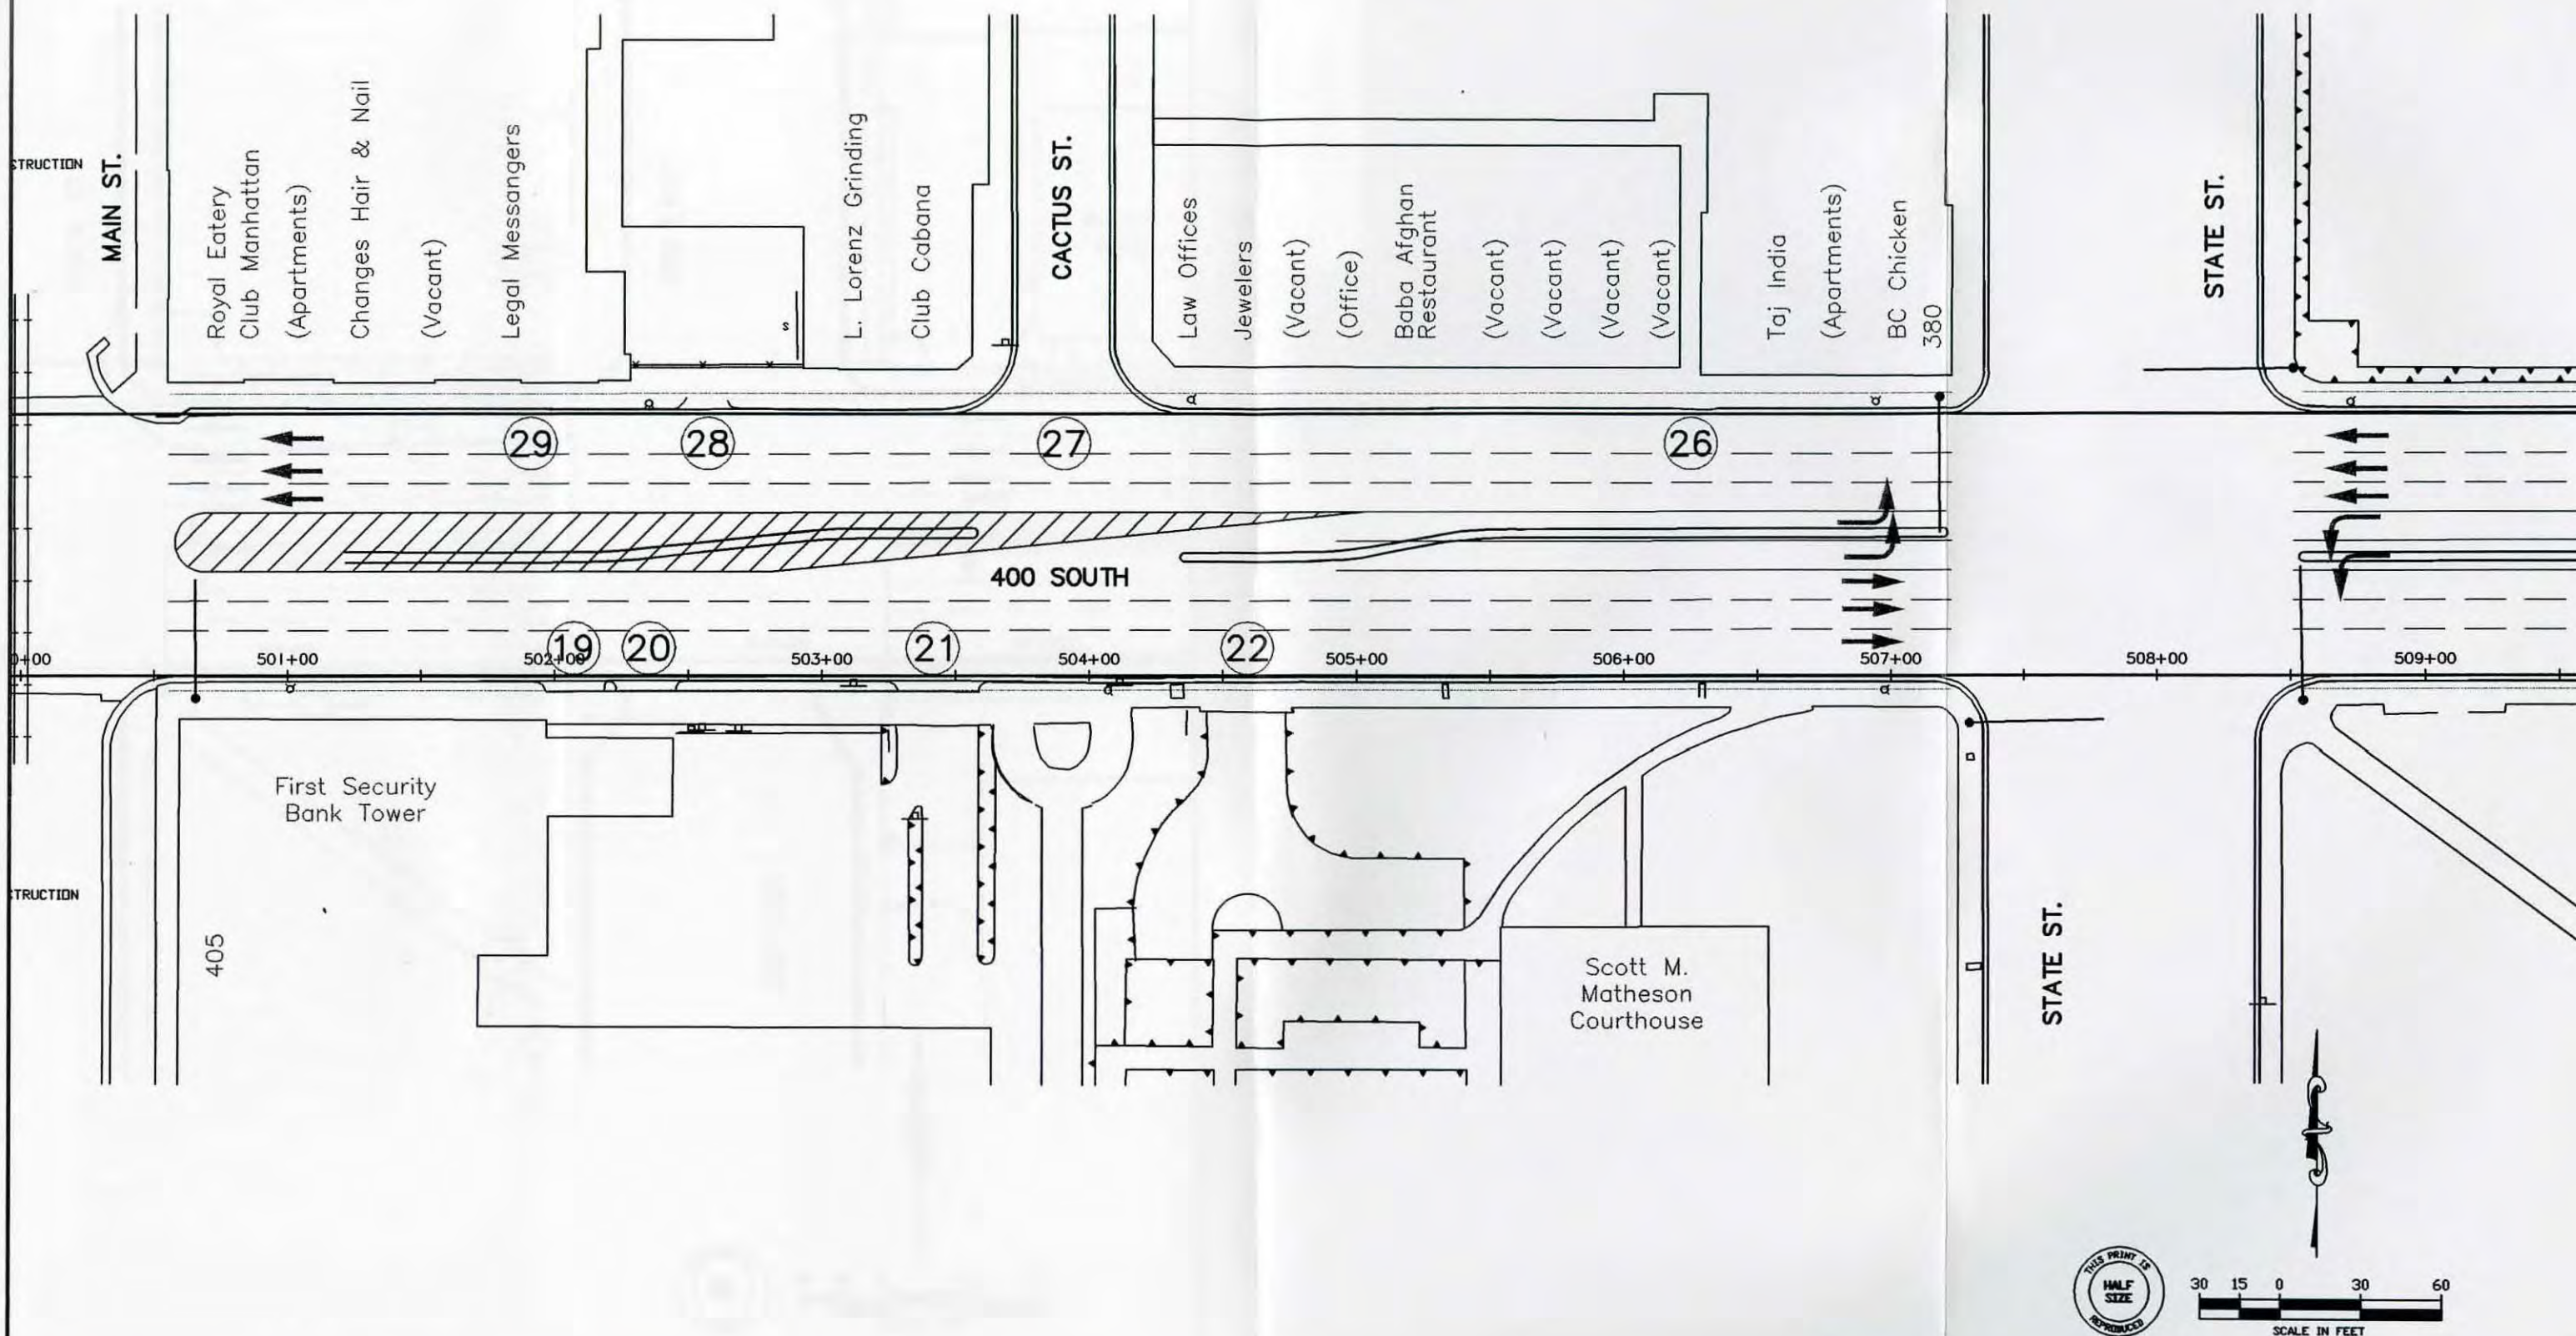 STRUCTION
MAIN ST.
Royal Eatery
Club Manhattan
(Apartments)
Changes Hair & Nail
(Vacant)
Legal Messangers
s
L. Lorenz Grinding
Club Cabana
CACTUS ST.
Law Offices
Jewelers
(Vacant)
(Office)
Baba Afghan
Restaurant
(Vacant)
(Vacant)
(Vacant)
(Vacant)
Taj India
(Apartments)
BC Chicken
380
STATE ST.
29
28
27
26
400 SOUTH
19
20
21
22
0+00
501+00
502+00
503+00
504+00
505+00
506+00
507+00
508+00
509+00
First Security
Bank Tower
405
TRUCTION
Scott M.
Matheson
Courthouse
STATE ST.
THIS PRINT IS
HALF
SIZE
REPRODUCED
30 15 0 30 60
SCALE IN FEET